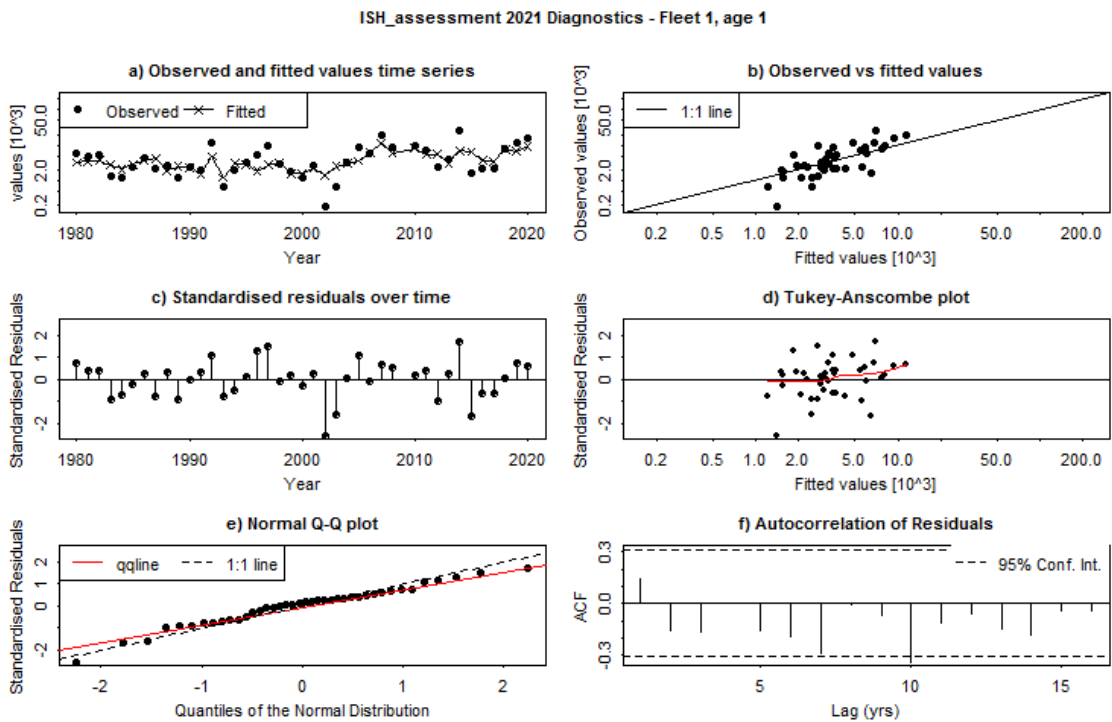 ISH_assessment 2021 Diagnostics - Fleet 1, age 1
a) Observed and fitted values time series
values [10^3]
50.0
2.0
0.2
Observed Fitted
1980 1990 2000 2010 2020
Year
b) Observed vs fitted values
Observed values [10^3]
50.0
2.0
0.2
1:1 line
0.2 0.5 1.0 2.0 5.0 10.0 50.0 200.0
Fitted values [10^3]
c) Standardised residuals over time
Standardised Residuals
2
1
0
-2
1980 1990 2000 2010 2020
Year
d) Tukey-Anscombe plot
Standardised Residuals
2
1
0
-2
0.2 0.5 1.0 2.0 5.0 10.0 50.0 200.0
Fitted values [10^3]
e) Normal Q-Q plot
Standardised Residuals
2
1
0
-2
qqline 1:1 line
-2 -1 0 1 2
Quantiles of the Normal Distribution
f) Autocorrelation of Residuals
ACF
0.3
0.0
-0.3
95% Conf. Int.
5 10 15
Lag (yrs)